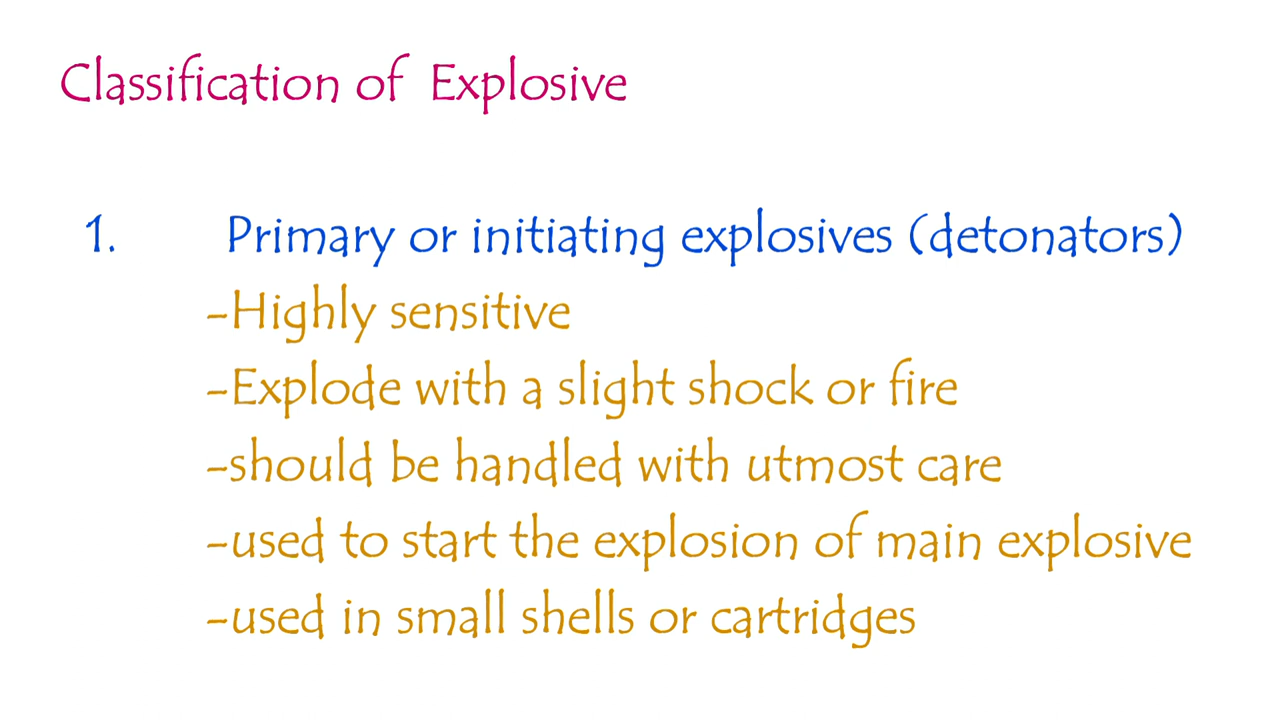 Classification of Explosive
1. Primary or initiating explosives (detonators)
-Highly sensitive
-Explode with a slight shock or fire
-should be handled with utmost care
-used to start the explosion of main explosive
-used in small shells or cartridges